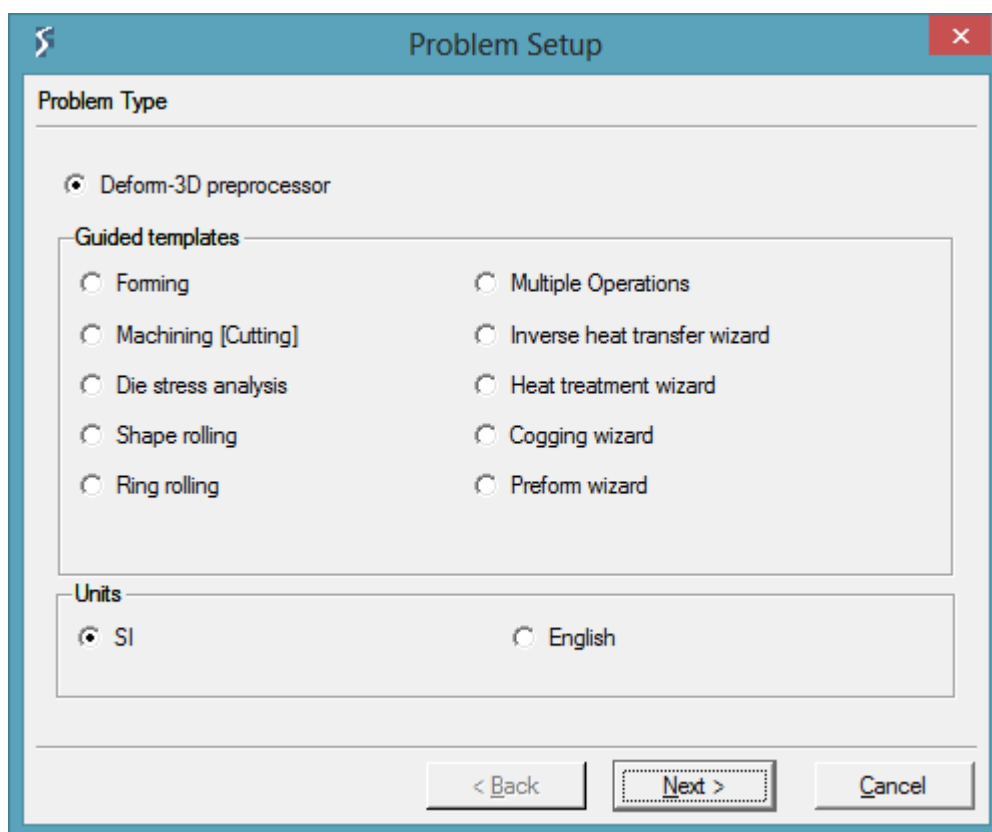 Problem Setup
Problem Type
Deform-3D preprocessor
Guided templates
Forming
Multiple Operations
Machining [Cutting]
Inverse heat transfer wizard
Die stress analysis
Heat treatment wizard
Shape rolling
Cogging wizard
Ring rolling
Preform wizard
Units
SI
English
< Back
Next >
Cancel